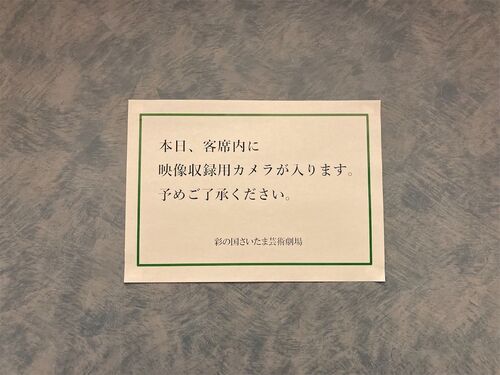 本日、客席内に
映像収録用カメラが入ります。
予めご了承ください。
彩の国さいたま芸術劇場